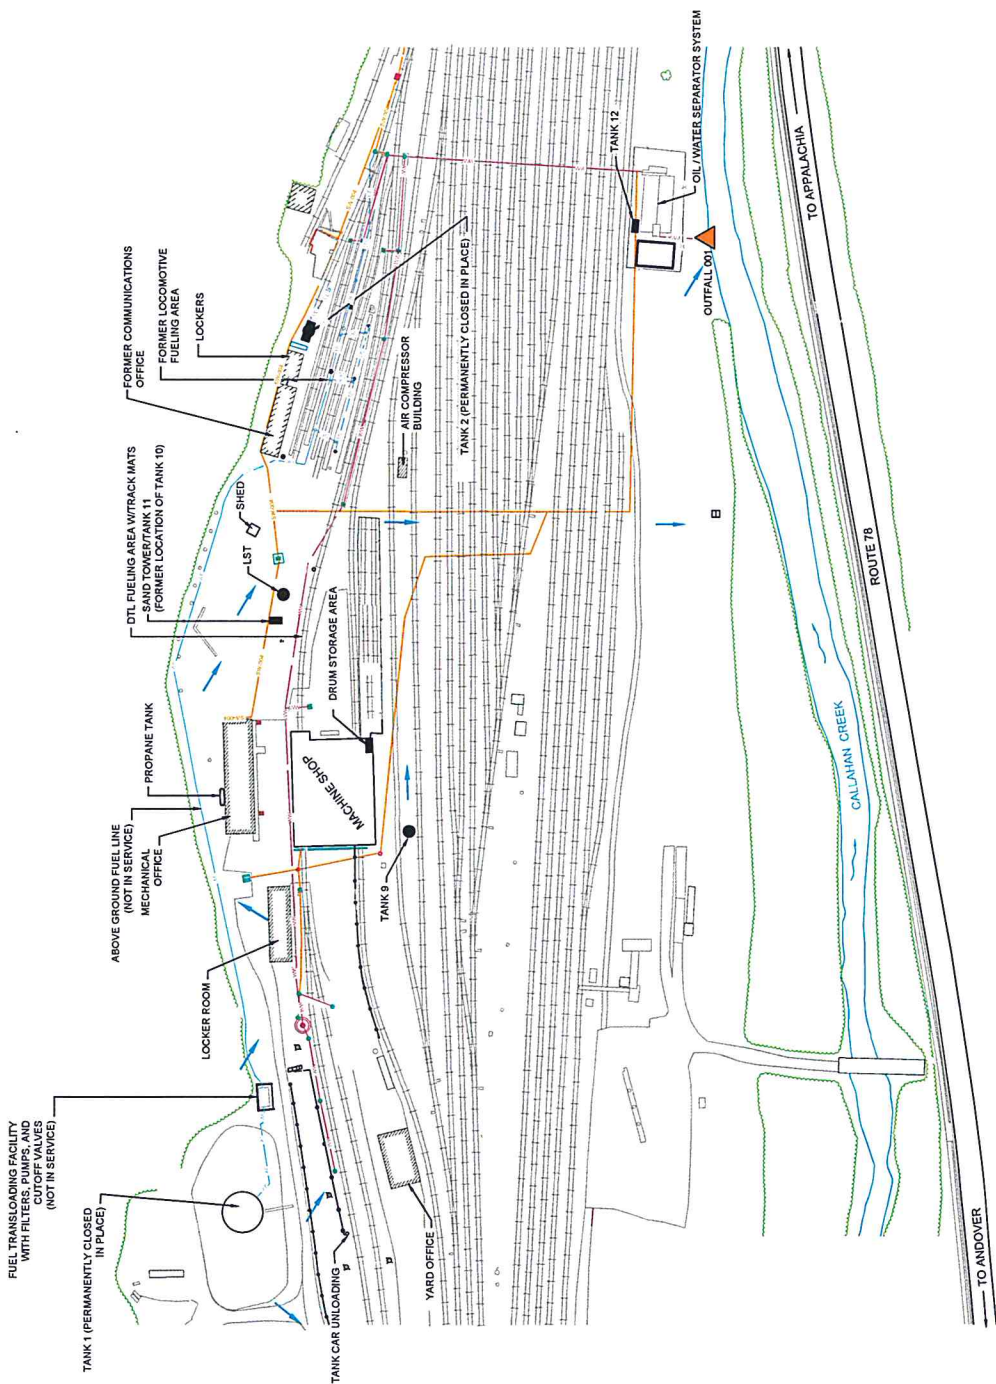 FUEL TRANSLOADING FACILITY
WITH FILTERS, PUMPS, AND
CUTOFF VALVES
(NOT IN SERVICE)
TANK 1 (PERMANENTLY CLOSED
IN PLACE)
TANK CAR UNLOADING
YARD OFFICE
LOCKER ROOM
ABOVE GROUND FUEL LINE
(NOT IN SERVICE)
MECHANICAL
OFFICE
PROPANE TANK
MACHINE SHOP
TANK 9
DRUM STORAGE AREA
DTL FUELING AREA W/TRACK MATS
SAND TOWER/TANK 11
(FORMER LOCATION OF TANK 10)
LST
SHED
FORMER COMMUNICATIONS
OFFICE
FORMER LOCOMOTIVE
FUELING AREA
LOCKERS
AIR COMPRESSOR
BUILDING
TANK 2 (PERMANENTLY CLOSED IN PLACE)
TANK 12
OIL / WATER SEPARATOR SYSTEM
OUTFALL 001
CALLAHAN CREEK
ROUTE 78
TO ANDOVER
TO APPALACHIA